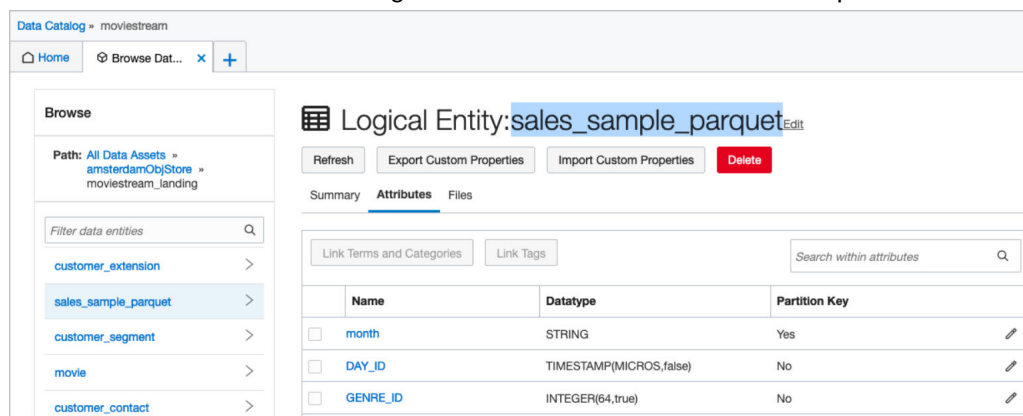 Data Catalog » moviestream
Home
Browse Dat... × +
Browse
Path: All Data Assets »
amsterdamObjStore »
moviestream_landing
Filter data entities
customer_extension
sales_sample_parquet
customer_segment
movie
customer_contact
Logical Entity:sales_sample_parquet Edit
Refresh Export Custom Properties Import Custom Properties Delete
Summary Attributes Files
Link Terms and Categories Link Tags Search within attributes
Name Datatype Partition Key
month STRING Yes
DAY_ID TIMESTAMP(MICROS,false) No
GENRE_ID INTEGER(64,true) No